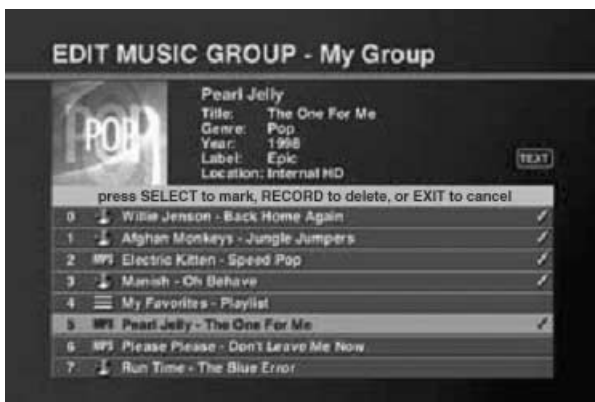 EDIT MUSIC GROUP - My Group
POP
Pearl Jelly
Title: The One For Me
Genre: Pop
Year: 1998
Label: Epic
Location: Internal HD
TEXT
press SELECT to mark, RECORD to delete, or EXIT to cancel
0 Willie Jenson - Back Home Again
1 Afghan Monkeys - Jungle Jumpers
2 MP3 Electric Kitten - Speed Pop
3 Manish - Oh Behave
4 My Favorites - Playlist
5 MP3 Pearl Jelly - The One For Me
6 MP3 Please Please - Don't Leave Me Now
7 Run Time - The Blue Error